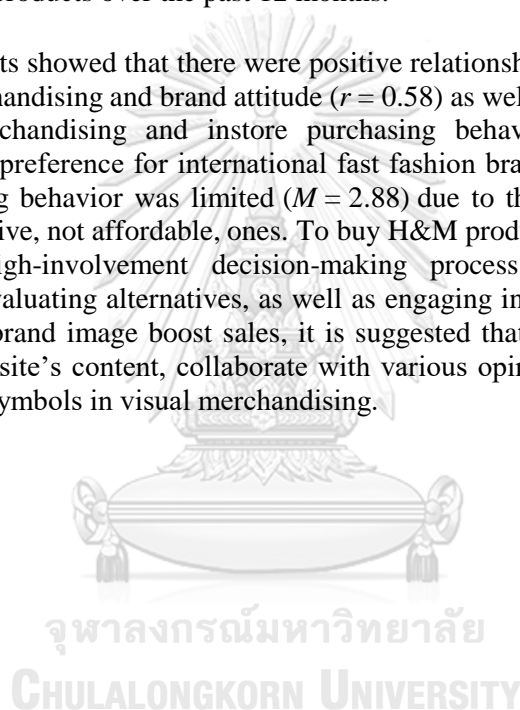 roducts over the past 12 months.
ts showed that there were positive relationsh
handising and brand attitude (r = 0.58) as wel
chandising and instore purchasing behav
preference for international fast fashion bra
g behavior was limited (M = 2.88) due to th
ive, not affordable, ones. To buy H&M prod
igh-involvement decision-making process
valuating alternatives, as well as engaging in
brand image boost sales, it is suggested that
site's content, collaborate with various opin
ymbols in visual merchandising.
จุฬาลงกรณ์มหาวิทยาลัย
CHULALONGKORN UNIVERSITY